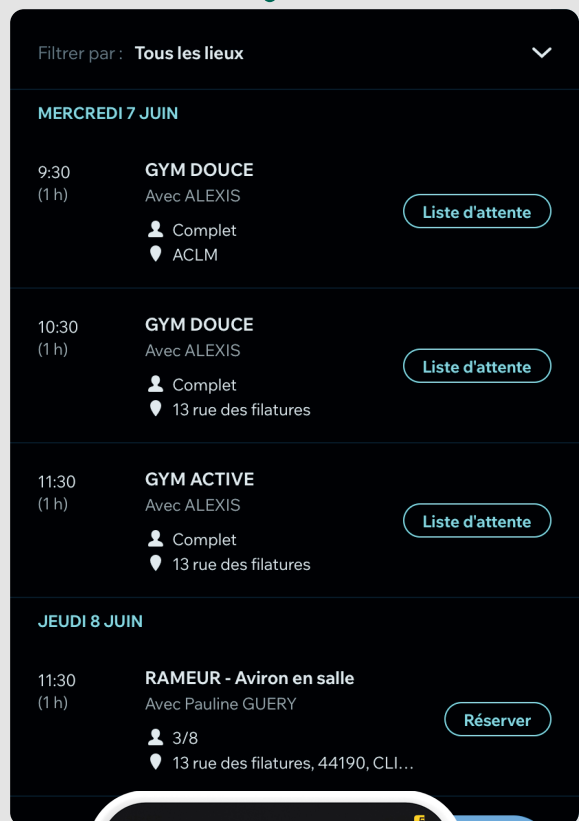 Filtrer par : Tous les lieux
MERCREDI 7 JUIN
9:30
(1 h)
GYM DOUCE
Avec ALEXIS
Complet
ACLM
Liste d'attente
10:30
(1 h)
GYM DOUCE
Avec ALEXIS
Complet
13 rue des filatures
Liste d'attente
11:30
(1 h)
GYM ACTIVE
Avec ALEXIS
Complet
13 rue des filatures
Liste d'attente
JEUDI 8 JUIN
11:30
(1 h)
RAMEUR - Aviron en salle
Avec Pauline GUERY
3/8
13 rue des filatures, 44190, CLI...
Réserver